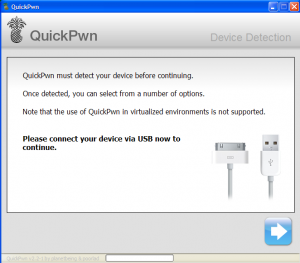 QuickPwn
QuickPwn
Device Detection
QuickPwn must detect your device before continuing.
Once detected, you can select from a number of options.
Note that the use of QuickPwn in virtualized environments is not supported.
Please connect your device via USB now to
continue.